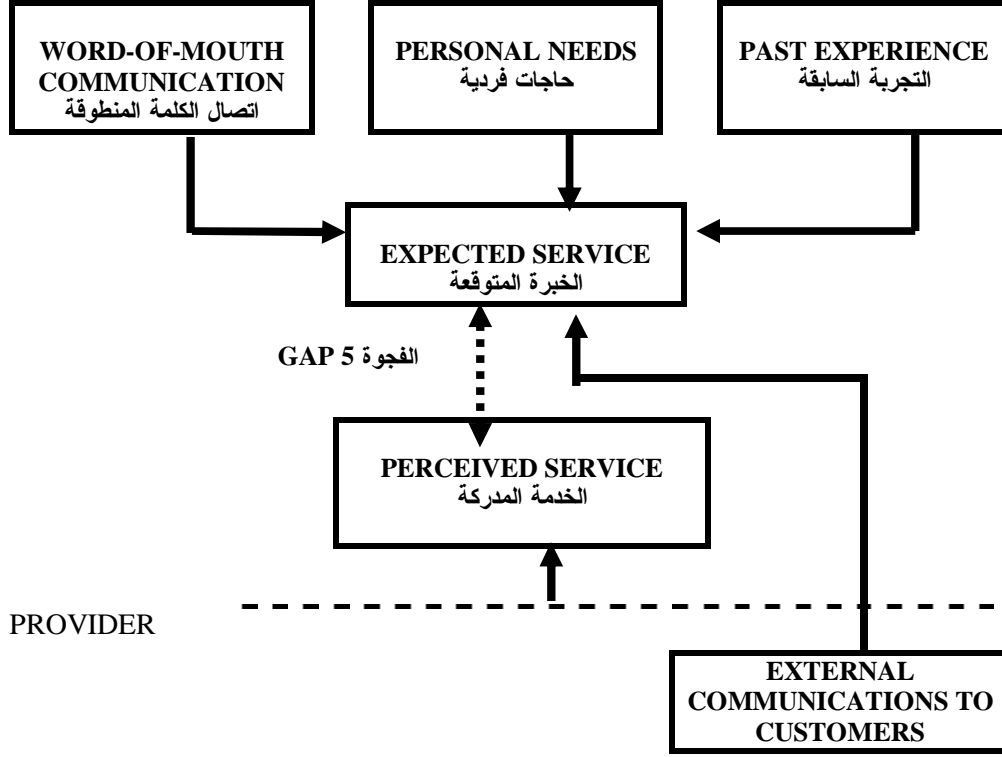 WORD-OF-MOUTH
COMMUNICATION
اتصال الكلمة المنطوقة
PERSONAL NEEDS
حاجات فردية
PAST EXPERIENCE
التجربة السابقة
EXPECTED SERVICE
الخبرة المتوقعة
GAP 5 الفجوة
PERCEIVED SERVICE
الخدمة المدركة
PROVIDER
EXTERNAL
COMMUNICATIONS TO
CUSTOMERS